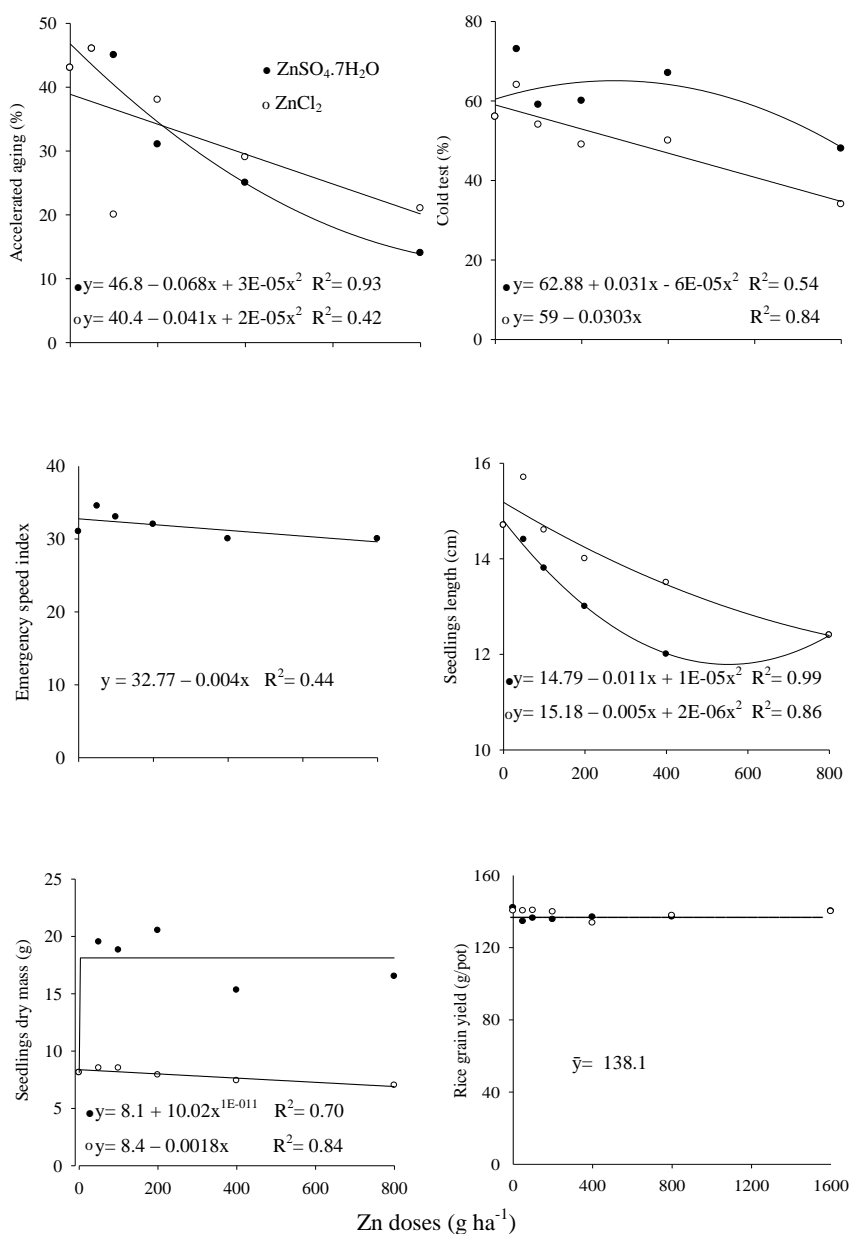 50
40
30
20
10
0
Accelerated aging (%)
● ZnSO₄.7H₂O
○ ZnCl₂
●y= 46.8 – 0.068x + 3E-05x² R²= 0.93
○y= 40.4 – 0.041x + 2E-05x² R²= 0.42
80
60
40
20
0
Cold test (%)
●y= 62.88 + 0.031x - 6E-05x² R²= 0.54
○y= 59 – 0.0303x R²= 0.84
40
30
20
10
0
Emergency speed index
y = 32.77 – 0.004x R²= 0.44
16
14
12
10
Seedlings length (cm)
●y= 14.79 – 0.011x + 1E-05x² R²= 0.99
○y= 15.18 – 0.005x + 2E-06x² R²= 0.86
0 200 400 600 800
25
20
15
10
5
0
Seedlings dry mass (g)
●y= 8.1 + 10.02x^1E-011 R²= 0.70
○y= 8.4 – 0.0018x R²= 0.84
0 200 400 800
160
140
120
100
80
60
40
20
0
Rice grain yield (g/pot)
ȳ= 138.1
0 400 800 1200 1600
Zn doses (g ha⁻¹)